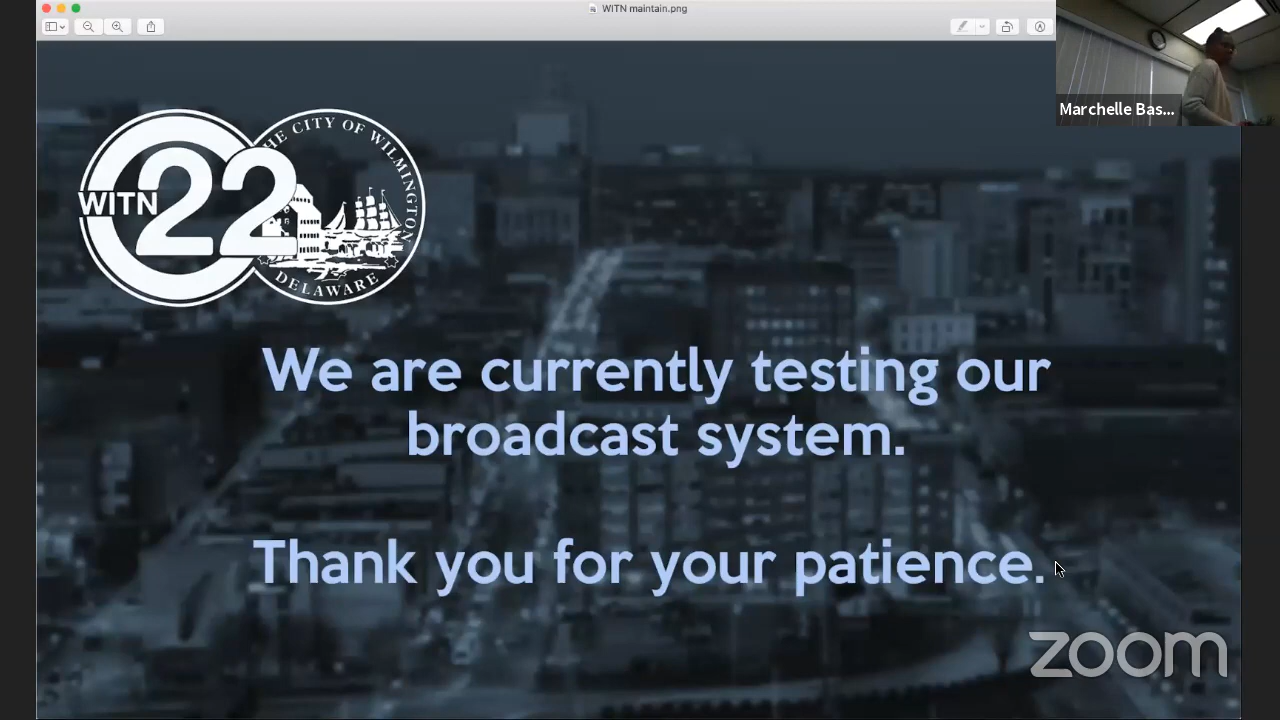 WITN maintain.png
Marchelle Bas...
THE CITY OF WILMINGTON
WITN
22
DELAWARE
We are currently testing our
broadcast system.
Thank you for your patience.
zoom